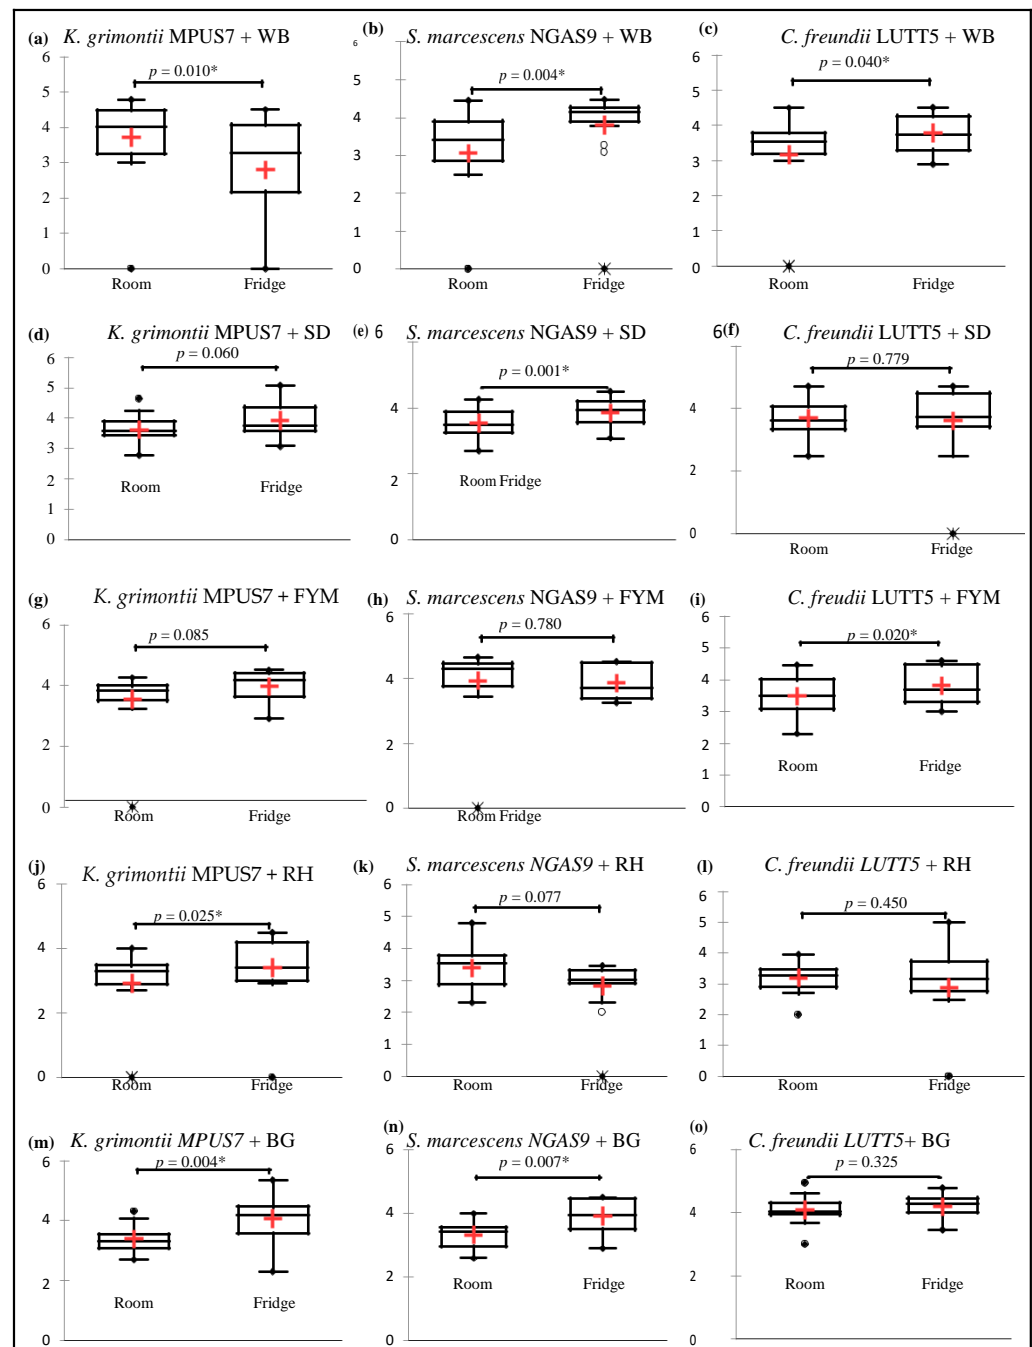 (a) K. grimontii MPUS7 + WB
6
p = 0.010*
5
4
3
2
1
0
Room Fridge
(b) S. marcescens NGAS9 + WB
6
p = 0.004*
5
4
3
2
1
0
Room Fridge
(c) C. freundii LUTT5 + WB
6
p = 0.040*
5
4
3
2
1
0
Room Fridge
(d) K. grimontii MPUS7 + SD
6
p = 0.060
5
4
3
2
1
0
Room Fridge
(e) 6 S. marcescens NGAS9 + SD
p = 0.001*
4
2
0
Room Fridge
6 (f) C. freundii LUTT5 + SD
p = 0.779
4
2
0
Room Fridge
(g) K. grimontii MPUS7 + FYM
6
p = 0.085
4
2
0
Room Fridge
(h) S. marcescens NGAS9 + FYM
6
p = 0.780
4
2
0
Room Fridge
(i) C. freudii LUTT5 + FYM
6
p = 0.020*
5
4
3
2
1
0
Room Fridge
(j) K. grimontii MPUS7 + RH
6
p = 0.025*
4
2
0
Room Fridge
(k) S. marcescens NGAS9 + RH
6
p = 0.077
5
4
3
2
1
0
Room Fridge
(l) C. freundii LUTT5 + RH
6
p = 0.450
5
4
3
2
1
0
Room Fridge
(m) K. grimontii MPUS7 + BG
6
p = 0.004*
4
2
0
Room Fridge
(n) S. marcescens NGAS9 + BG
6
p = 0.007*
4
2
0
Room Fridge
(o) C. freundii LUTT5+ BG
6
p = 0.325
4
2
0
Room Fridge